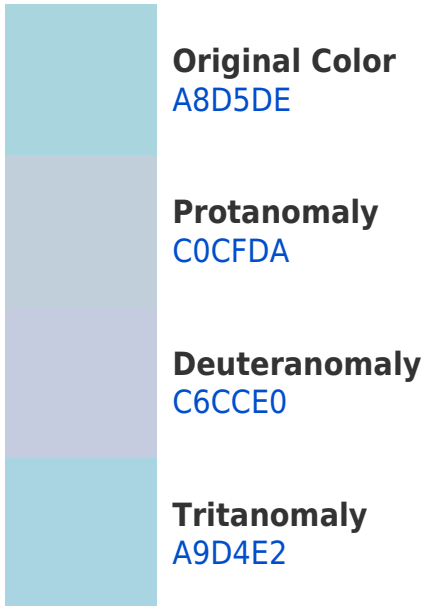 Original Color
A8D5DE
Protanomaly
C0CFDA
Deuteranomaly
C6CCE0
Tritanomaly
A9D4E2